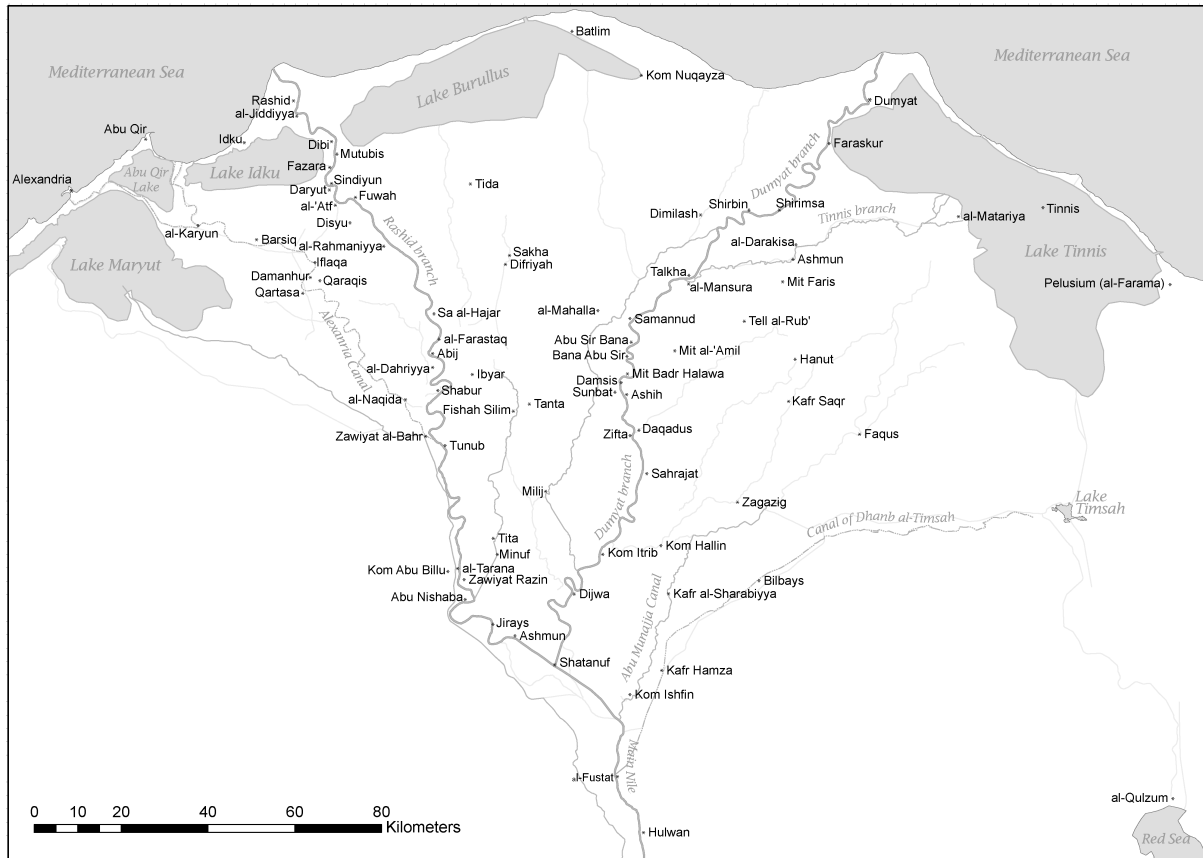 Batlim
Mediterranean Sea
Mediterranean Sea
Kom Nuqayza
Lake Burullus
Rashid
Dumyat
al-Jiddiyya
Abu Qir
Idku
Dibi
Mutubis
Faraskur
Dumyat branch
Fazara
Lake Idku
Abu Qir
Lake
Alexandria
Sindiyun
Daryut
Fuwah
Tida
al-'Atf
Dimilash
Shirbin
Shirimsa
Tinnis branch
al-Matariya
Tinnis
Disyu
al-Karyun
Barsiq
al-Rahmaniyya
Rashid branch
al-Darakisa
Sakha
Difriyah
Lake Tinnis
Iflaqa
Ashmun
Lake Maryut
Damanhur
Qaraqis
Talkha
al-Mansura
Mit Faris
Pelusium (al-Farama)
Qartasa
Sa al-Hajar
al-Mahalla
Samannud
Tell al-Rub'
Alexanria Canal
al-Farastaq
Abu Sir Bana
Abij
Bana Abu Sir
Mit al-'Amil
Hanut
al-Dahriyya
Ibyar
Mit Badr Halawa
Damsis
Shabur
Sunbat
Ashih
al-Naqida
Fishah Silim
Tanta
Kafr Saqr
Zawiyat al-Bahr
Tunub
Zifta
Daqadus
Faqus
Sahrajat
Dumyat branch
Milij
Zagazig
Lake
Timsah
Canal of Dhanb al-Timsah
Tita
Minuf
Kom Itrib
Kom Hallin
Kom Abu Billu
al-Tarana
Zawiyat Razin
Bilbays
Abu Nishaba
Dijwa
Kafr al-Sharabiyya
Abu Munajja Canal
Jirays
Ashmun
Shatanuf
Kafr Hamza
Kom Ishfin
Main Nile
al-Fustat
al-Qulzum
0 10 20 40 60 80
Kilometers
Hulwan
Red Sea